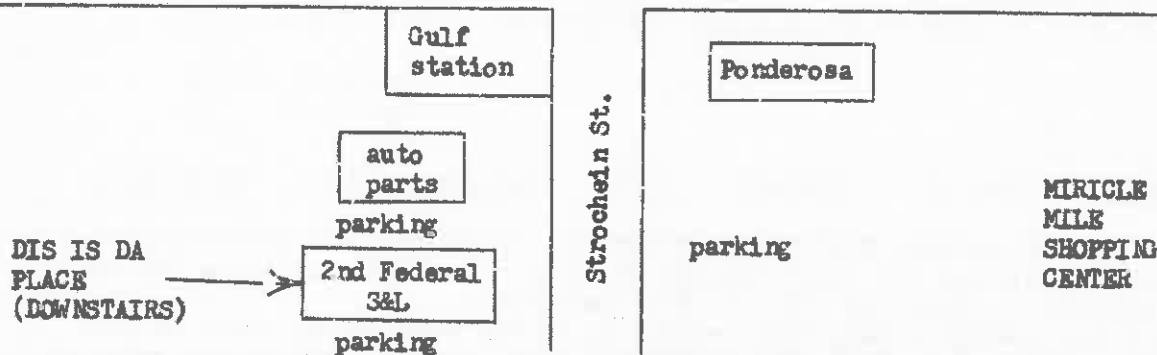 Gulf
station
Ponderosa
Strochein St.
auto
parts
parking
DIS IS DA
PLACE
(DOWNSTAIRS)
2nd Federal
S&L
parking
parking
MIRICLE
MILE
SHOPPING
CENTER